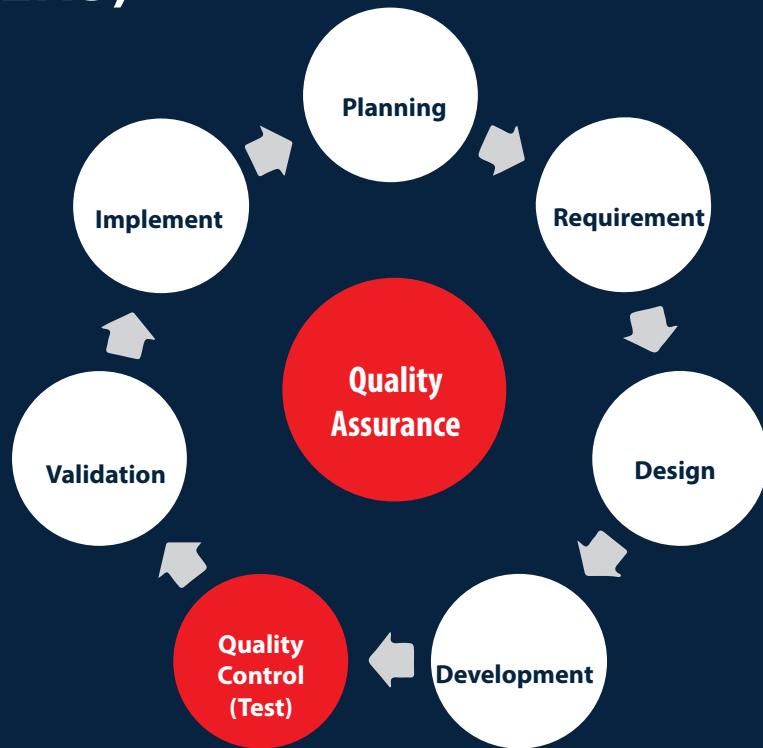 Planning
Requirement
Design
Development
Quality
Control
(Test)
Validation
Implement
Quality
Assurance